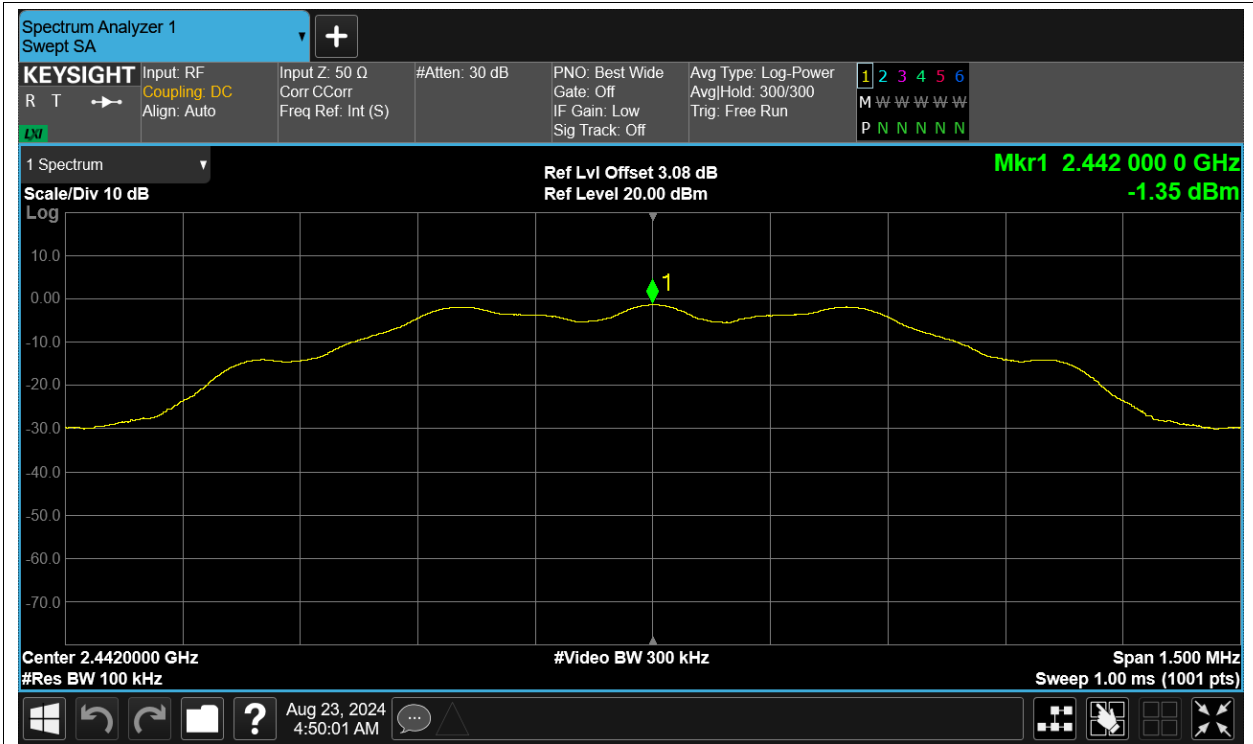 Spectrum Analyzer 1
Swept SA
KEYSIGHT
R T
LXI
Input: RF
Coupling: DC
Align: Auto
Input Z: 50 Ω
Corr CCorr
Freq Ref: Int (S)
#Atten: 30 dB
PNO: Best Wide
Gate: Off
IF Gain: Low
Sig Track: Off
Avg Type: Log-Power
Avg|Hold: 300/300
Trig: Free Run
1 2 3 4 5 6
M W W W W W
P N N N N N
1 Spectrum
Scale/Div 10 dB
Log
Ref Lvl Offset 3.08 dB
Ref Level 20.00 dBm
Mkr1 2.442 000 0 GHz
-1.35 dBm
10.0
0.00
-10.0
-20.0
-30.0
-40.0
-50.0
-60.0
-70.0
1
Center 2.4420000 GHz
#Res BW 100 kHz
#Video BW 300 kHz
Span 1.500 MHz
Sweep 1.00 ms (1001 pts)
?
Aug 23, 2024
4:50:01 AM